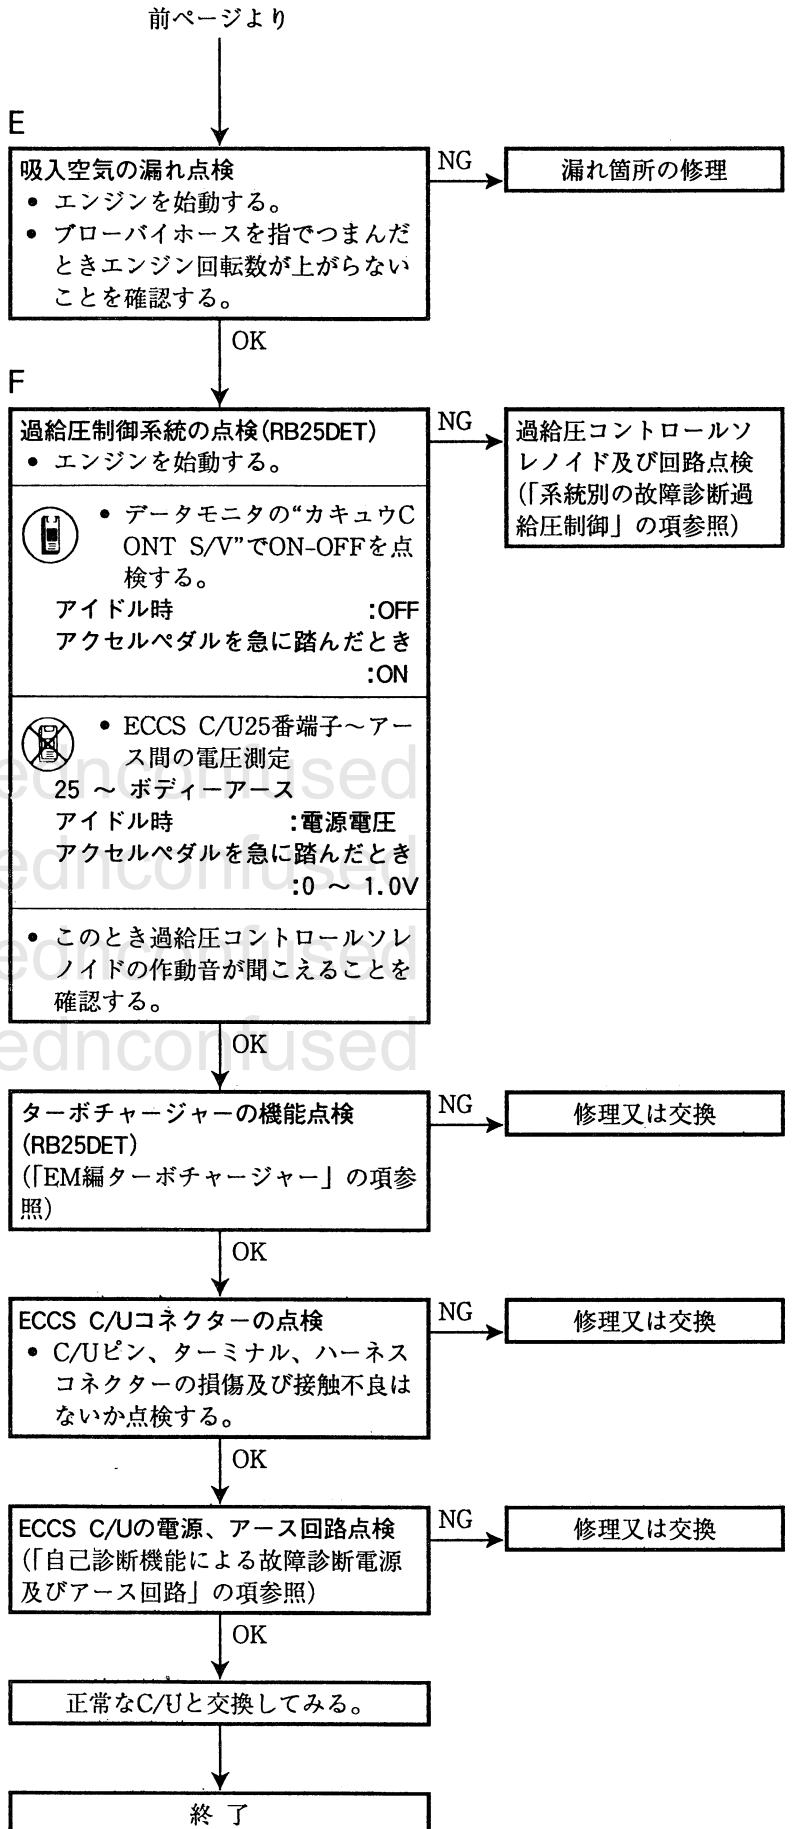 前ページより
E
吸入空気の漏れ点検
• エンジンを始動する。
• ブローバイホースを指でつまんだ
ときエンジン回転数が上がらない
ことを確認する。
NG
漏れ箇所の修理
OK
F
過給圧制御系統の点検(RB25DET)
• エンジンを始動する。
NG
過給圧コントロールソ
レノイド及び回路点検
(「系統別の故障診断過
給圧制御」の項参照)
• データモニタの“カキュウC
ONT S/V”でON-OFFを点
検する。
アイドル時 :OFF
アクセルペダルを急に踏んだとき
:ON
• ECCS C/U25番端子～アー
ス間の電圧測定
25 ～ ボディーアース
アイドル時 :電源電圧
アクセルペダルを急に踏んだとき
:0 ～ 1.0V
• このとき過給圧コントロールソレ
ノイドの作動音が聞こえることを
確認する。
OK
ターボチャージャーの機能点検
(RB25DET)
(「EM編ターボチャージャー」の項参
照)
NG
修理又は交換
OK
ECCS C/Uコネクターの点検
• C/Uピン、ターミナル、ハーネス
コネクターの損傷及び接触不良は
ないか点検する。
NG
修理又は交換
OK
ECCS C/Uの電源、アース回路点検
(「自己診断機能による故障診断電源
及びアース回路」の項参照)
NG
修理又は交換
OK
正常なC/Uと交換してみる。
終 了
ednconfused
ednconfused
ednconfused
ednconfused